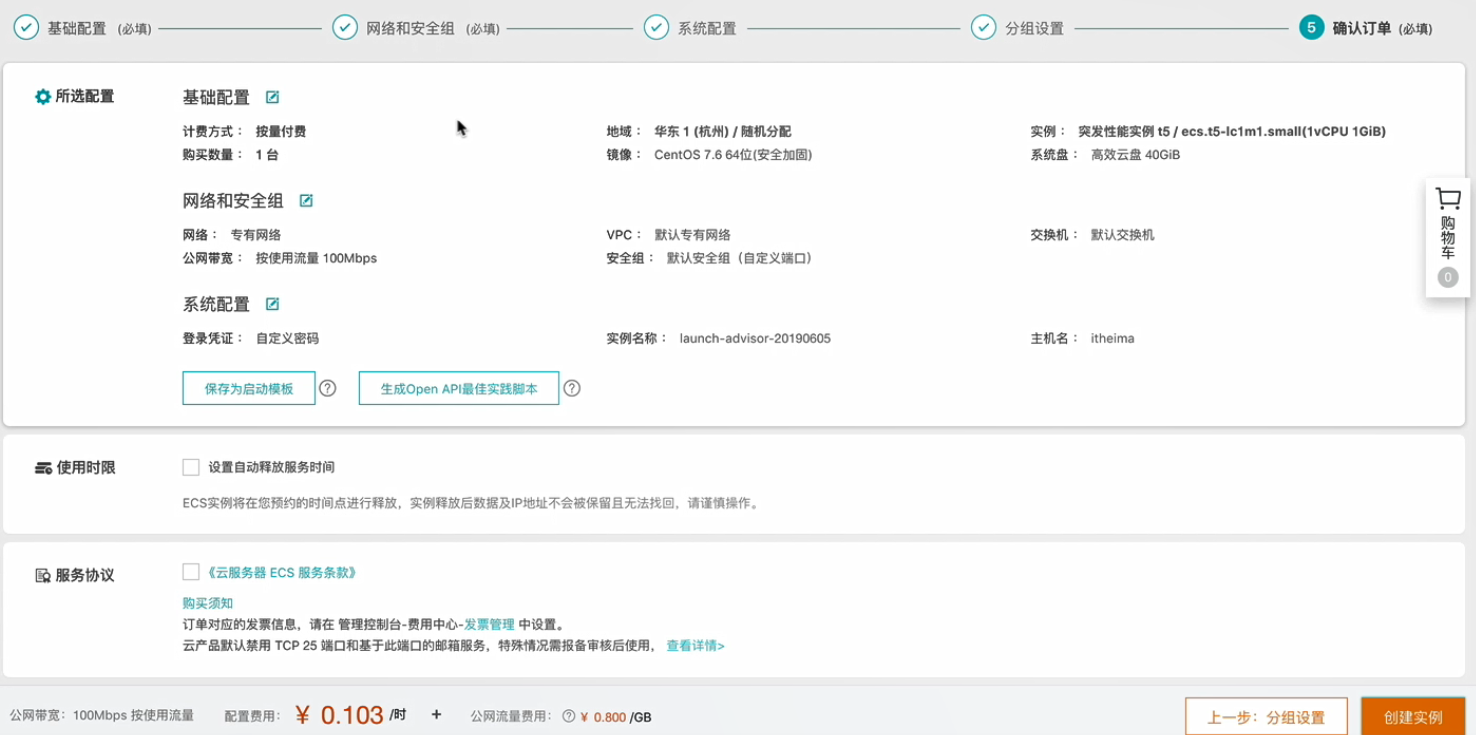 基础配置 (必填) 网络和安全组 (必填) 系统配置 分组设置 5 确认订单 (必填)
所选配置 基础配置
计费方式： 按量付费 地域： 华东 1 (杭州) / 随机分配 实例： 突发性能实例 t5 / ecs.t5-lc1m1.small(1vCPU 1GiB)
购买数量： 1 台 镜像： CentOS 7.6 64位(安全加固) 系统盘： 高效云盘 40GiB
网络和安全组
网络： 专有网络 VPC： 默认专有网络 交换机： 默认交换机
公网带宽： 按使用流量 100Mbps 安全组： 默认安全组（自定义端口）
购物车
0
系统配置
登录凭证： 自定义密码 实例名称： launch-advisor-20190605 主机名： itheima
保存为启动模板 ? 生成Open API最佳实践脚本 ?
使用时限 设置自动释放服务时间
ECS实例将在您预约的时间点进行释放，实例释放后数据及IP地址不会被保留且无法找回，请谨慎操作。
服务协议 《云服务器 ECS 服务条款》
购买须知
订单对应的发票信息，请在 管理控制台-费用中心-发票管理 中设置。
云产品默认禁用 TCP 25 端口和基于此端口的邮箱服务，特殊情况需报备审核后使用， 查看详情>
公网带宽：100Mbps 按使用流量 配置费用： ¥ 0.103 /时 + 公网流量费用： ? ¥ 0.800 /GB 上一步：分组设置 创建实例